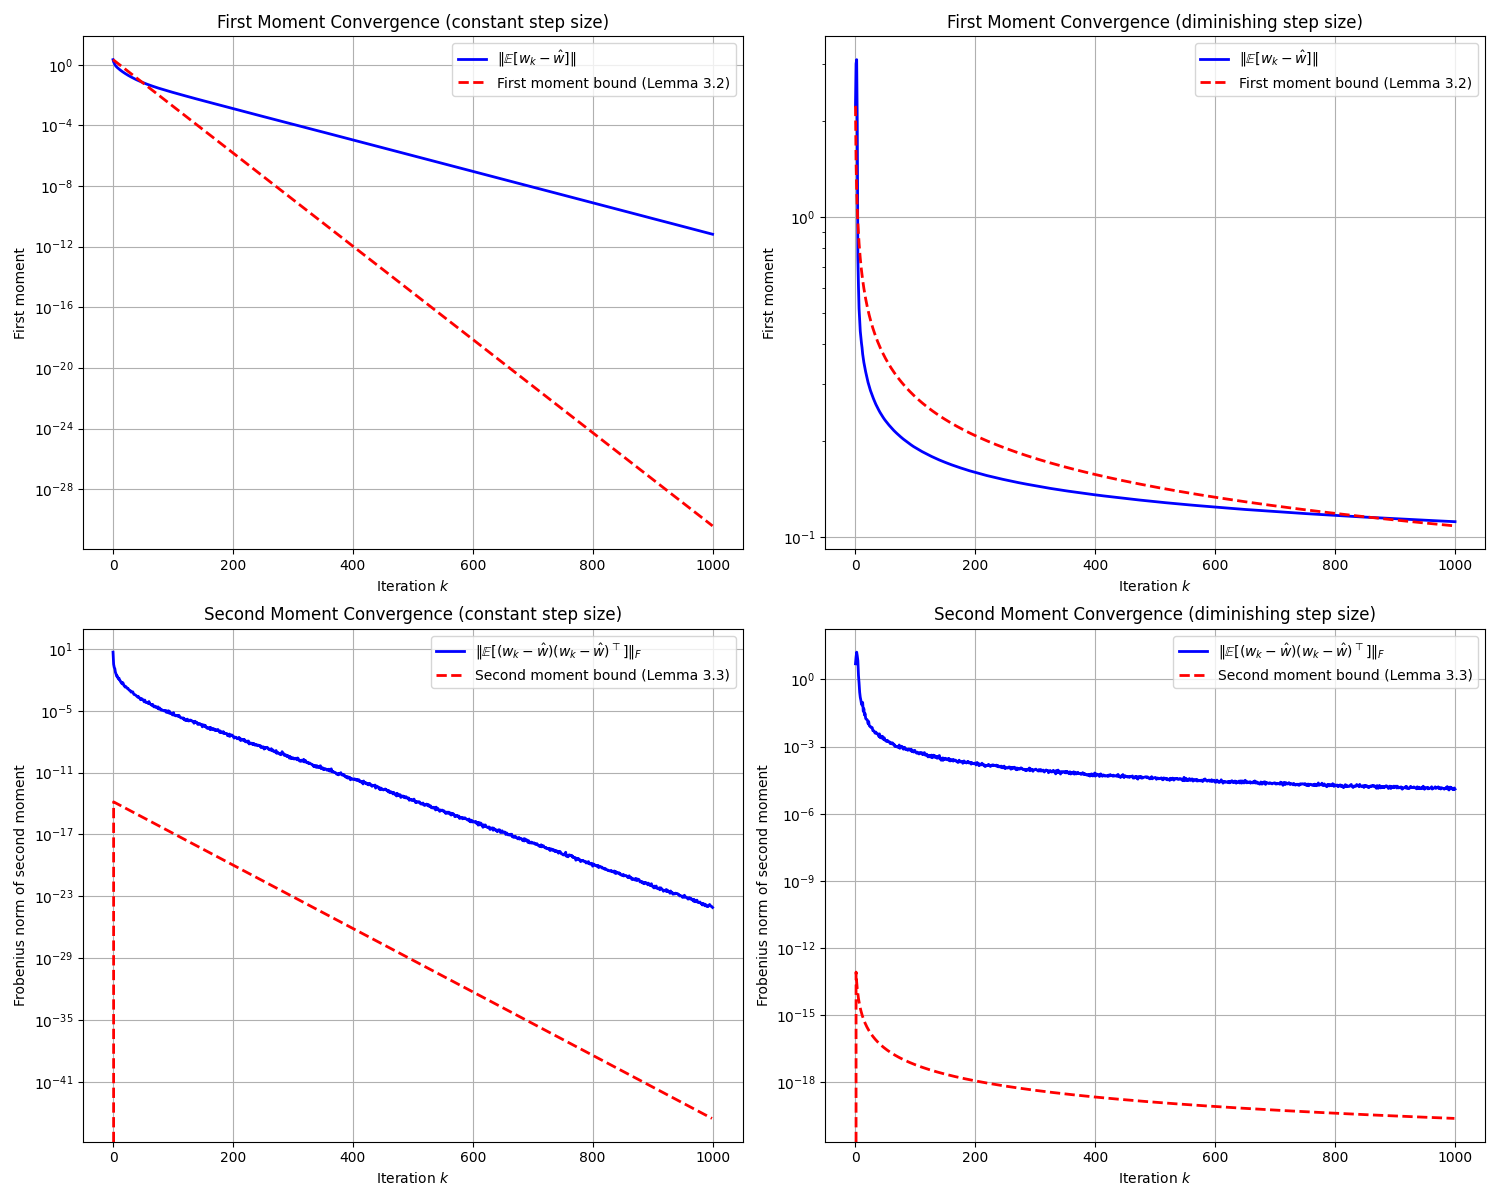 First Moment Convergence (constant step size)
‖𝔼[w_k − ŵ]‖
First moment bound (Lemma 3.2)
First moment
10^0
10^−4
10^−8
10^−12
10^−16
10^−20
10^−24
10^−28
0 200 400 600 800 1000
Iteration k
First Moment Convergence (diminishing step size)
‖𝔼[w_k − ŵ]‖
First moment bound (Lemma 3.2)
First moment
10^0
10^−1
0 200 400 600 800 1000
Iteration k
Second Moment Convergence (constant step size)
‖𝔼[(w_k − ŵ)(w_k − ŵ)^⊤]‖_F
Second moment bound (Lemma 3.3)
Frobenius norm of second moment
10^1
10^−5
10^−11
10^−17
10^−23
10^−29
10^−35
10^−41
0 200 400 600 800 1000
Iteration k
Second Moment Convergence (diminishing step size)
‖𝔼[(w_k − ŵ)(w_k − ŵ)^⊤]‖_F
Second moment bound (Lemma 3.3)
Frobenius norm of second moment
10^0
10^−3
10^−6
10^−9
10^−12
10^−15
10^−18
0 200 400 600 800 1000
Iteration k